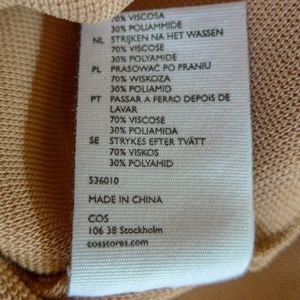 70% VISCOSA
30% POLIAMMIDE
NL STRIJKEN NA HET WASSEN
70% VISCOSE
30% POLYAMIDE
PL PRASOWAĆ PO PRANIU
70% WISKOZA
30% POLIAMID
PT PASSAR A FERRO DEPOIS DE
LAVAR
70% VISCOSE
30% POLIAMIDA
SE STRYKES EFTER TVÄTT
70% VISKOS
30% POLYAMID
536010
MADE IN CHINA
COS
106 38 Stockholm
cosstores.com